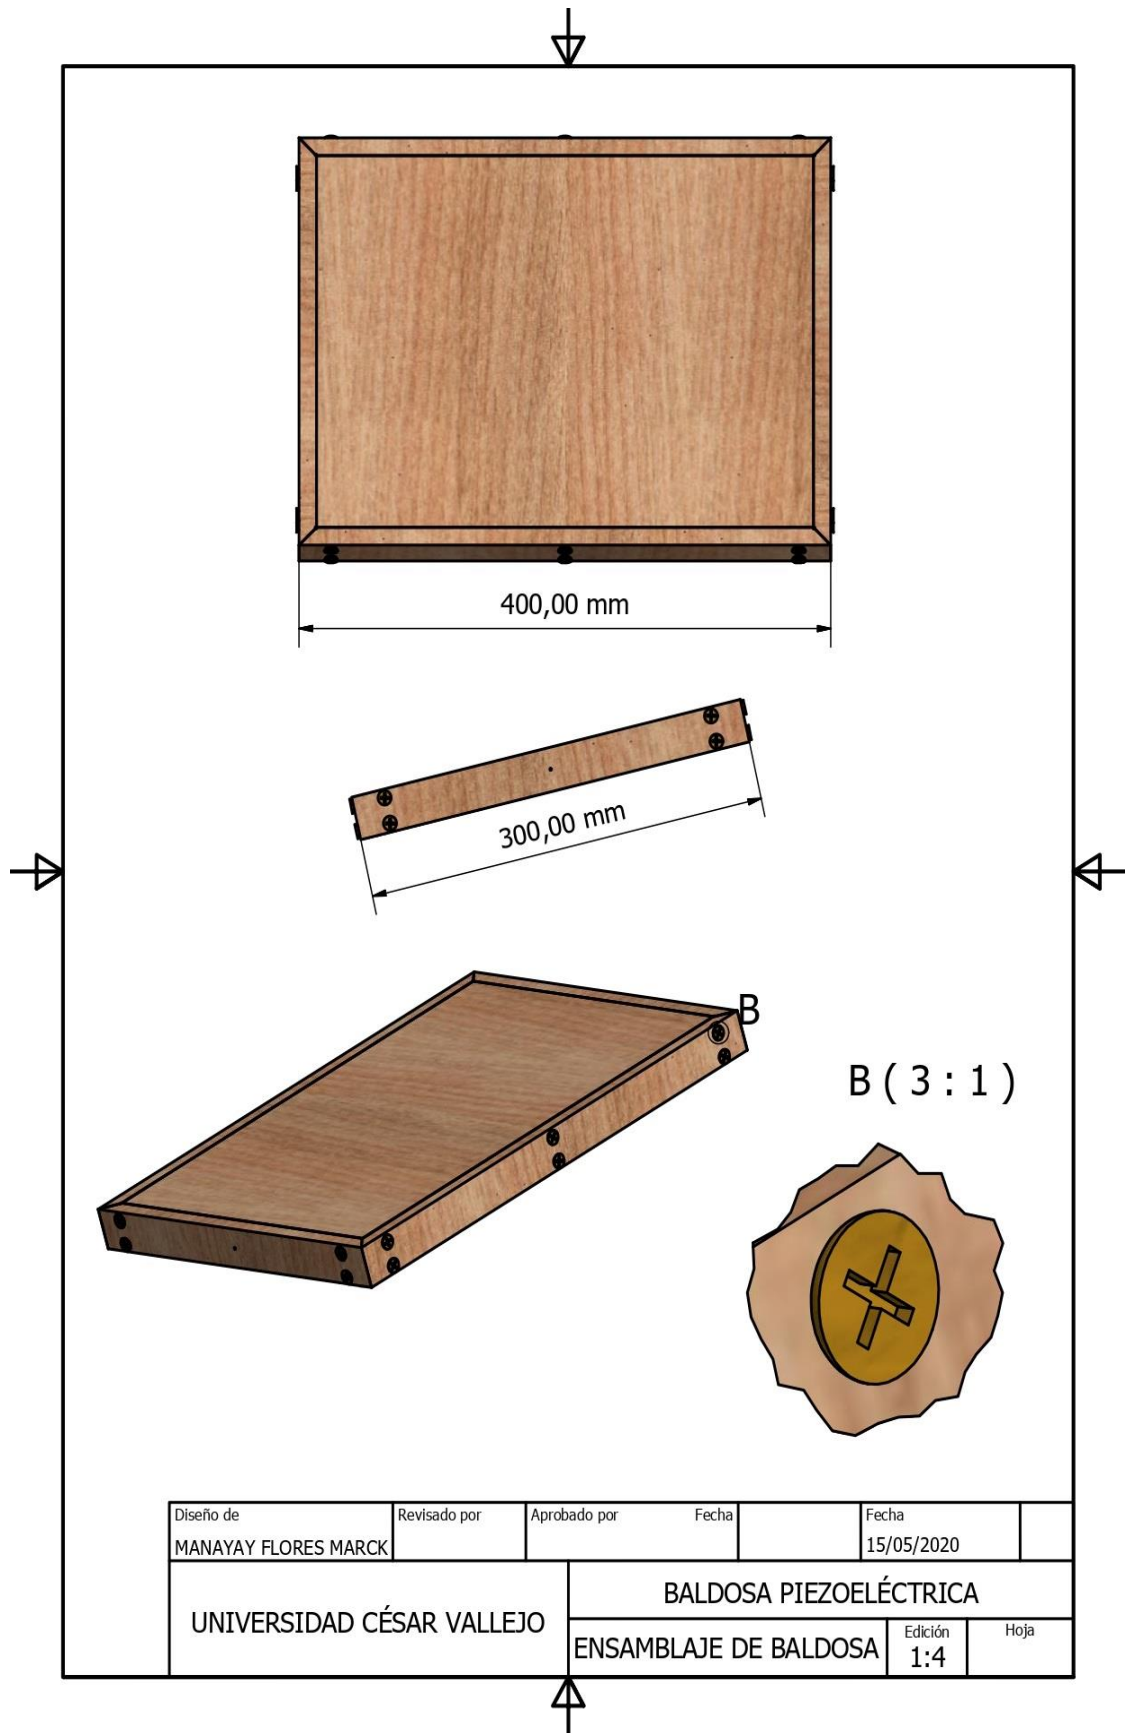 400,00 mm
300,00 mm
B
B ( 3 : 1 )
Diseño de
MANAYAY FLORES MARCK
Revisado por
Aprobado por
Fecha
Fecha
15/05/2020
UNIVERSIDAD CÉSAR VALLEJO
BALDOSA PIEZOELÉCTRICA
ENSAMBLAJE DE BALDOSA
Edición
1:4
Hoja